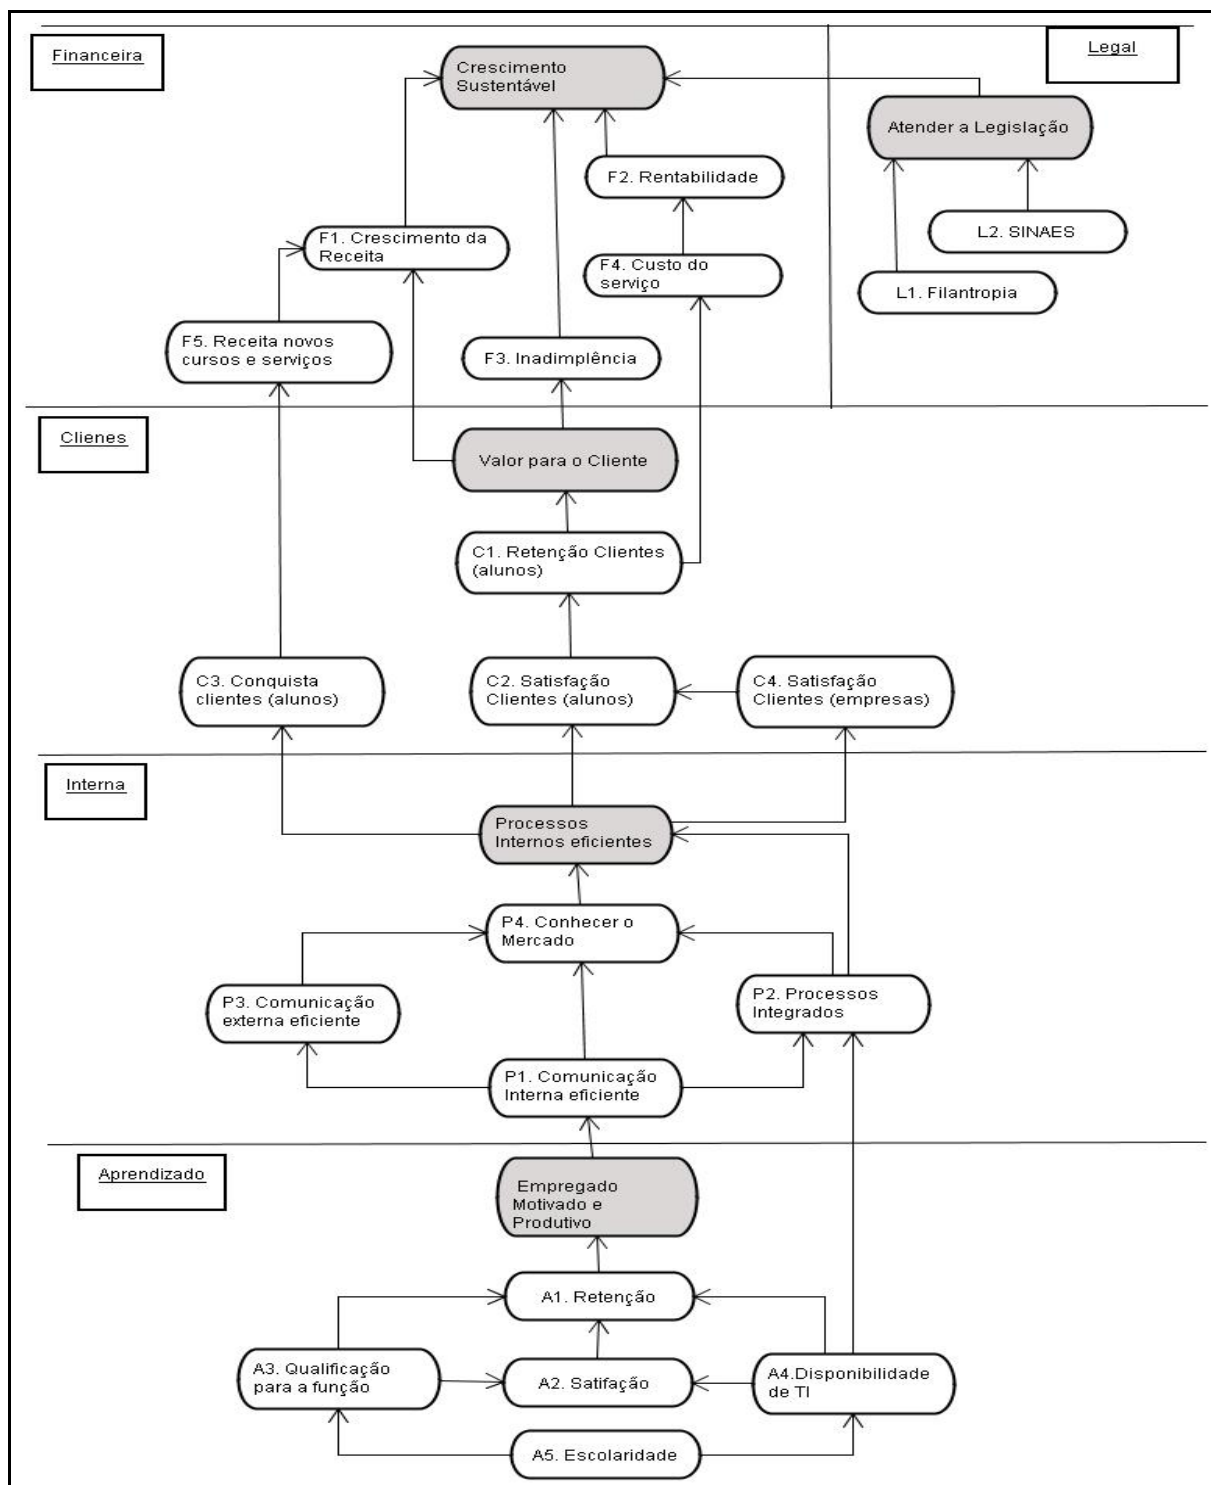 Financeira
Legal
Crescimento
Sustentável
Atender a Legislação
F2. Rentabilidade
L2. SINAES
F1. Crescimento da
Receita
F4. Custo do
serviço
L1. Filantropia
F5. Receita novos
cursos e serviços
F3. Inadimplência
Clienes
Valor para o Cliente
C1. Retenção Clientes
(alunos)
C3. Conquista
clientes (alunos)
C2. Satisfação
Clientes (alunos)
C4. Satisfação
Clientes (empresas)
Interna
Processos
Internos eficientes
P4. Conhecer o
Mercado
P3. Comunicação
externa eficiente
P2. Processos
Integrados
P1. Comunicação
Interna eficiente
Aprendizado
Empregado
Motivado e
Produtivo
A1. Retenção
A3. Qualificação
para a função
A2. Satifação
A4.Disponibilidade
de TI
A5. Escolaridade